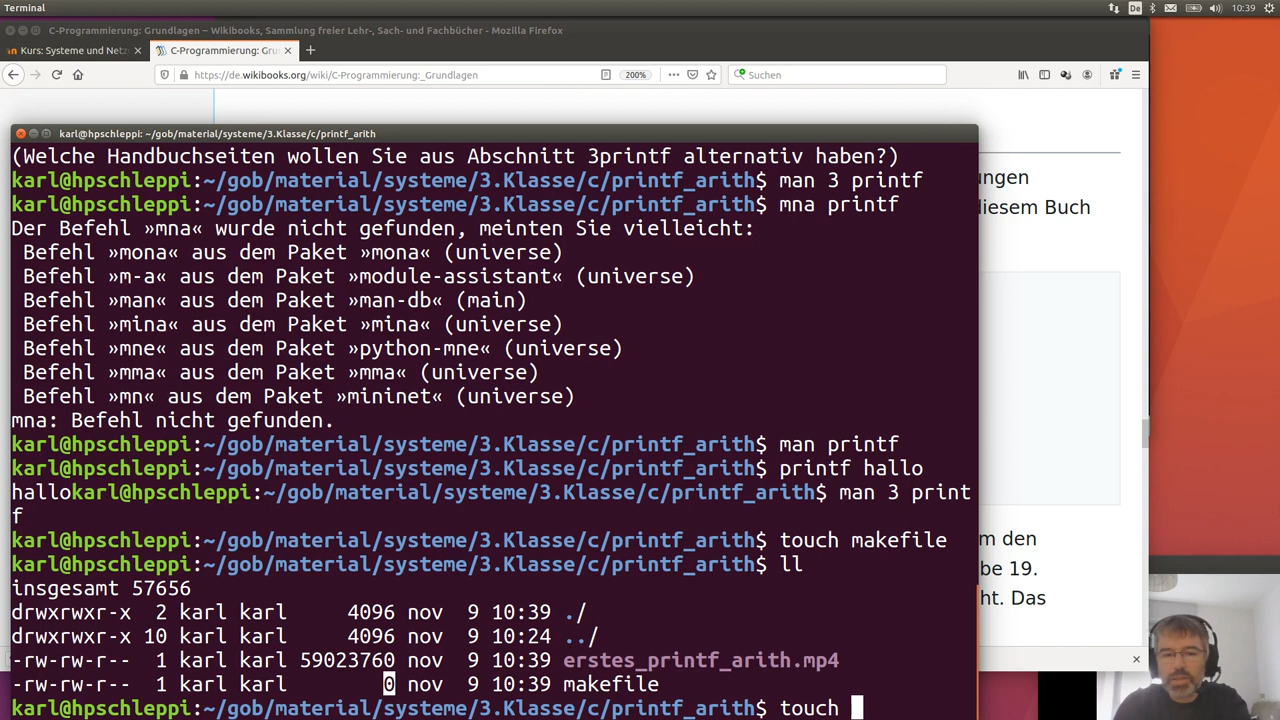 Terminal
De
10:39
C-Programmierung: Grundlagen – Wikibooks, Sammlung freier Lehr-, Sach- und Fachbücher - Mozilla Firefox
Kurs: Systeme und Netz
C-Programmierung: Gru
https://de.wikibooks.org/wiki/C-Programmierung:_Grundlagen
200%
Suchen
ungen
diesem Buch
karl@hpschleppi: ~/gob/material/systeme/3.Klasse/c/printf_arith
(Welche Handbuchseiten wollen Sie aus Abschnitt 3printf alternativ haben?)
karl@hpschleppi:~/gob/material/systeme/3.Klasse/c/printf_arith$ man 3 printf
karl@hpschleppi:~/gob/material/systeme/3.Klasse/c/printf_arith$ mna printf
Der Befehl »mna« wurde nicht gefunden, meinten Sie vielleicht:
Befehl »mona« aus dem Paket »mona« (universe)
Befehl »m-a« aus dem Paket »module-assistant« (universe)
Befehl »man« aus dem Paket »man-db« (main)
Befehl »mina« aus dem Paket »mina« (universe)
Befehl »mne« aus dem Paket »python-mne« (universe)
Befehl »mma« aus dem Paket »mma« (universe)
Befehl »mn« aus dem Paket »mininet« (universe)
mna: Befehl nicht gefunden.
karl@hpschleppi:~/gob/material/systeme/3.Klasse/c/printf_arith$ man printf
karl@hpschleppi:~/gob/material/systeme/3.Klasse/c/printf_arith$ printf hallo
hallokarl@hpschleppi:~/gob/material/systeme/3.Klasse/c/printf_arith$ man 3 print
f
karl@hpschleppi:~/gob/material/systeme/3.Klasse/c/printf_arith$ touch makefile
karl@hpschleppi:~/gob/material/systeme/3.Klasse/c/printf_arith$ ll
insgesamt 57656
drwxrwxr-x 2 karl karl 4096 nov 9 10:39 ./
drwxrwxr-x 10 karl karl 4096 nov 9 10:24 ../
-rw-rw-r-- 1 karl karl 59023760 nov 9 10:39 erstes_printf_arith.mp4
-rw-rw-r-- 1 karl karl 0 nov 9 10:39 makefile
karl@hpschleppi:~/gob/material/systeme/3.Klasse/c/printf_arith$ touch
m den
be 19.
ht. Das